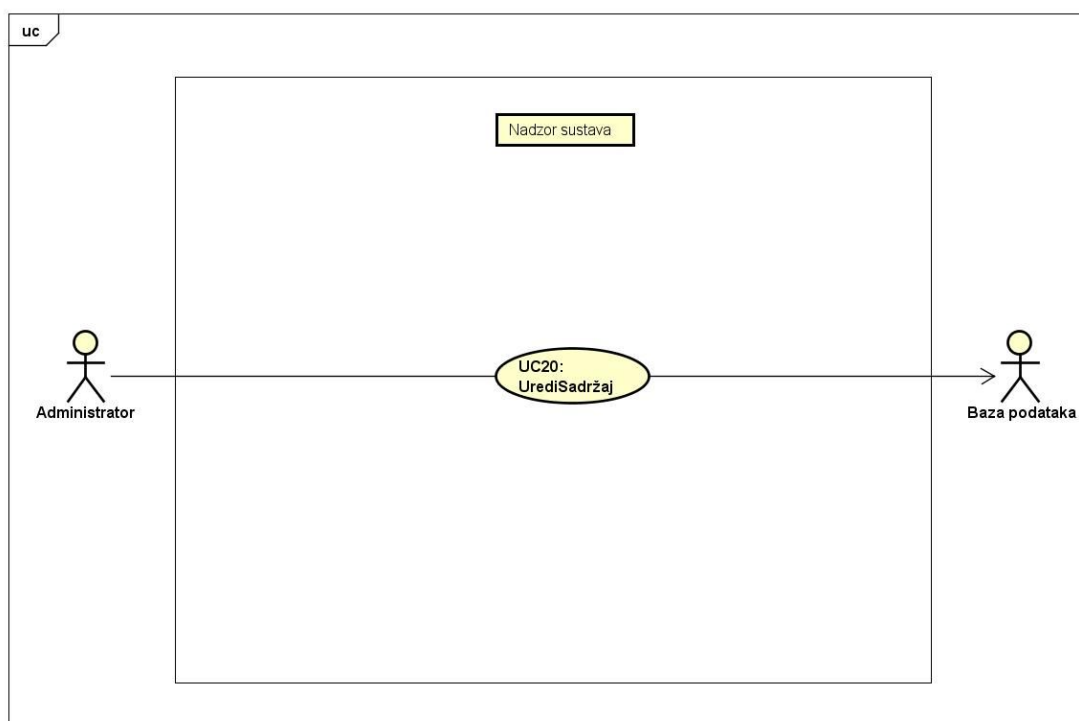 uc
Nadzor sustava
UC20:
UrediSadržaj
Administrator
Baza podataka